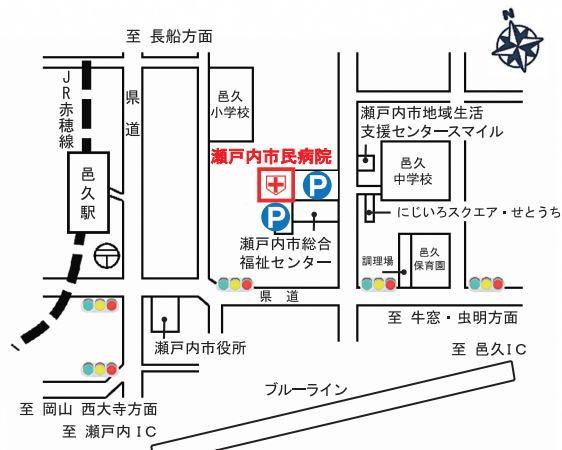 N
至 長船方面
JR赤穂線
県道
邑久
小学校
瀬戸内市地域生活
支援センタースマイル
瀬戸内市民病院
邑久
中学校
P
邑久駅
P
にじいろスクエア・せとうち
瀬戸内市総合
福祉センター
調理場
邑久
保育園
県 道
至 牛窓・虫明方面
瀬戸内市役所
至 邑久IC
ブルーライン
至 岡山 西大寺方面
至 瀬戸内IC